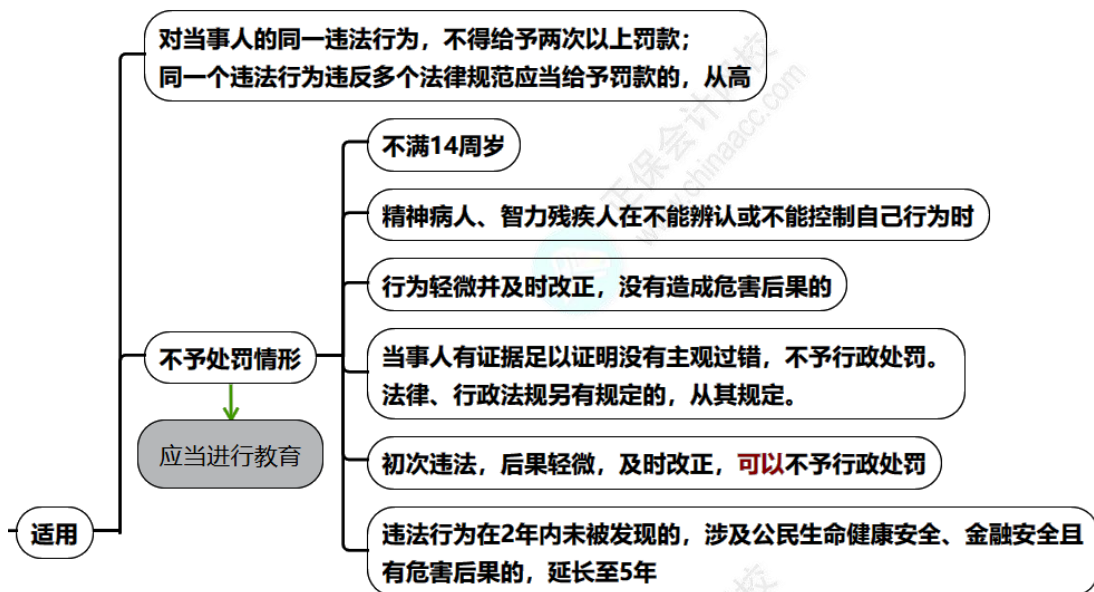 对当事人的同一违法行为，不得给予两次以上罚款；
同一个违法行为违反多个法律规范应当给予罚款的，从高
不满14周岁
精神病人、智力残疾人在不能辨认或不能控制自己行为时
行为轻微并及时改正，没有造成危害后果的
不予处罚情形
当事人有证据足以证明没有主观过错，不予行政处罚。
法律、行政法规另有规定的，从其规定。
应当进行教育
初次违法，后果轻微，及时改正，可以不予行政处罚
适用
违法行为在2年内未被发现的，涉及公民生命健康安全、金融安全且
有危害后果的，延长至5年
正保会计网校
www.chinaacc.com